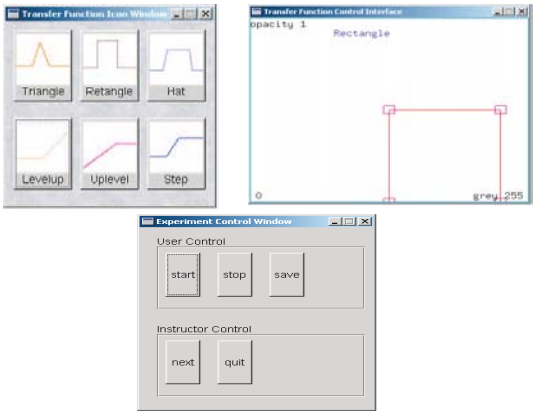 Transfer Function Icon Window
Triangle
Retangle
Hat
Levelup
Uplevel
Step
Transfer Function Control Interface
opacity 1
Rectangle
0
grey 255
Experiment Control Window
User Control
start
stop
save
Instructor Control
next
quit